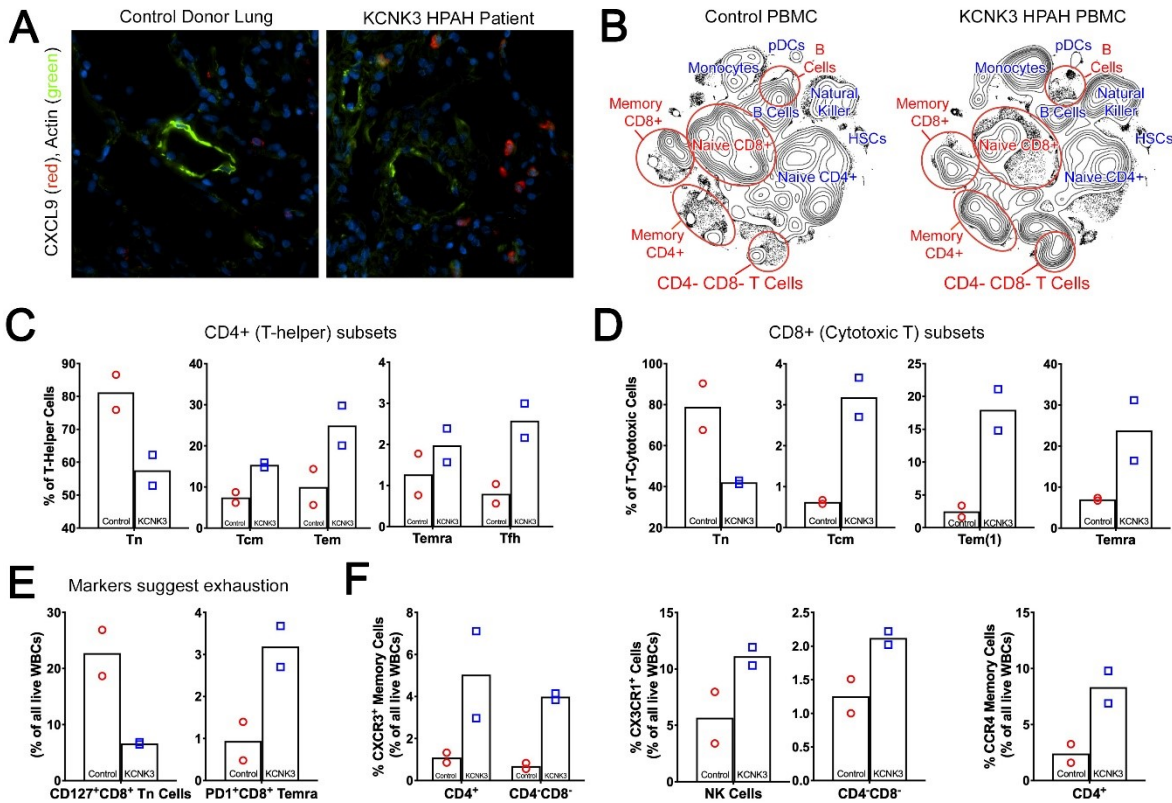 A
Control Donor Lung
KCNK3 HPAH Patient
CXCL9 (red), Actin (green)
B
Control PBMC
KCNK3 HPAH PBMC
pDCs
B
Cells
Monocytes
Natural
Killer
Memory
CD8+
B Cells
HSCs
Naive CD8+
Naive CD4+
Memory
CD4+
CD4- CD8- T Cells
pDCs
B
Cells
Monocytes
Natural
Killer
Memory
CD8+
B Cells
HSCs
Naive CD8+
Naive CD4+
Memory
CD4+
C
CD4+ (T-helper) subsets
% of T-Helper Cells
90
80
70
60
50
40
Control
KCNK3
Tn
40
30
20
10
0
Control
KCNK3
Control
KCNK3
Tcm
Tem
4
3
2
1
0
Control
KCNK3
Control
KCNK3
Temra
Tfh
D
CD8+ (Cytotoxic T) subsets
% of T-Cytotoxic Cells
100
80
60
40
20
Control
KCNK3
Tn
4
3
2
1
0
Control
KCNK3
Tcm
30
20
10
0
Control
KCNK3
Tem(1)
40
30
20
10
0
Control
KCNK3
Temra
E
Markers suggest exhaustion
(% of all live WBCs)
30
20
10
0
Control
KCNK3
CD127+CD8+ Tn Cells
4
3
2
1
0
Control
KCNK3
PD1+CD8+ Temra
F
% CXCR3+ Memory Cells
(% of all live WBCs)
8
6
4
2
0
Control
KCNK3
Control
KCNK3
CD4+
CD4-CD8-
% CX3CR1+ Cells
(% of all live WBCs)
15
10
5
0
Control
KCNK3
NK Cells
2.5
2.0
1.5
1.0
0.5
0.0
Control
KCNK3
CD4-CD8-
% CCR4 Memory Cells
(% of all live WBCs)
15
10
5
0
Control
KCNK3
CD4+